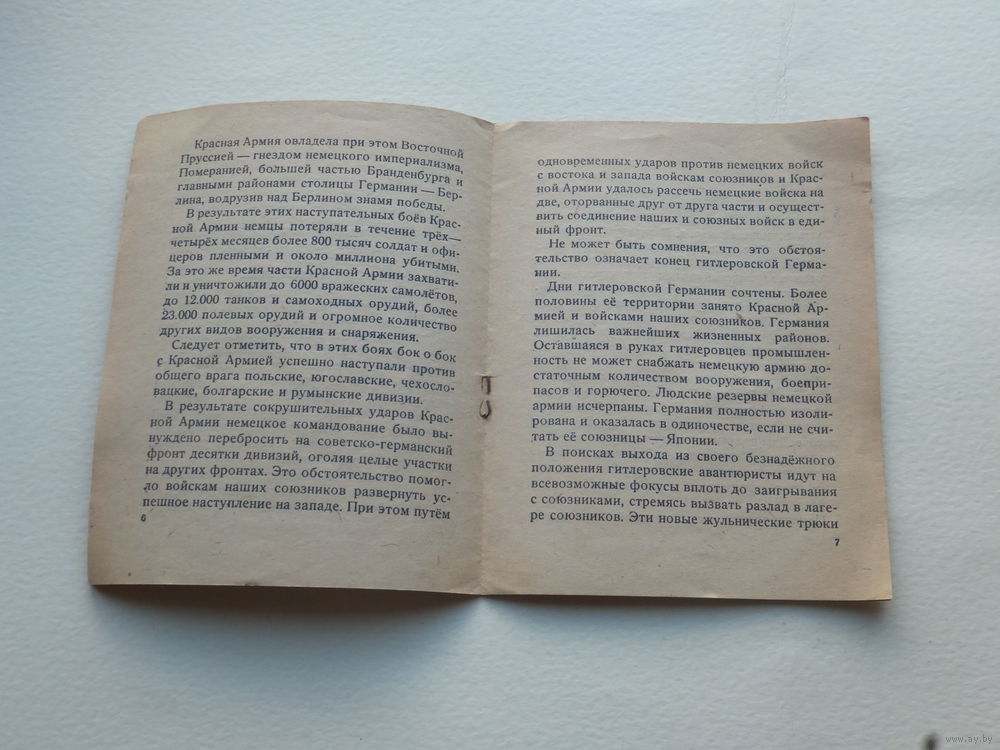 Красная Армия овладела при этом Восточной
Пруссией — гнездом немецкого империализма,
Померанией, большей частью Бранденбурга и
главными районами столицы Германии — Бер-
лина, водрузив над Берлином знамя победы.
В результате этих наступательных боёв Крас-
ной Армии немцы потеряли в течение трёх—
четырёх месяцев более 800 тысяч солдат и офи-
церов пленными и около миллиона убитыми.
За это же время части Красной Армии захвати-
ли и уничтожили до 6000 вражеских самолётов,
до 12.000 танков и самоходных орудий, более
23.000 полевых орудий и огромное количество
других видов вооружения и снаряжения.
Следует отметить, что в этих боях бок о бок
с Красной Армией успешно наступали против
общего врага польские, югославские, чехосло-
вацкие, болгарские и румынские дивизии.
В результате сокрушительных ударов Крас-
ной Армии немецкое командование было вы-
нуждено перебросить на советско-германский
фронт десятки дивизий, оголяя целые участки
на других фронтах. Это обстоятельство помог-
ло войскам наших союзников развернуть ус-
пешное наступление на западе. При этом путём
6
одновременных ударов против немецких войск
с востока и запада войскам союзников и Крас-
ной Армии удалось рассечь немецкие войска на
две, оторванные друг от друга части и осущест-
вить соединение наших и союзных войск в еди-
ный фронт.
Не может быть сомнения, что это обстоя-
тельство означает конец гитлеровской Герма-
нии.
Дни гитлеровской Германии сочтены. Более
половины её территории занято Красной Ар-
мией и войсками наших союзников. Германия
лишилась важнейших жизненных районов.
Оставшаяся в руках гитлеровцев промышлен-
ность не может снабжать немецкую армию до-
статочным количеством вооружения, боепри-
пасов и горючего. Людские резервы немецкой
армии исчерпаны. Германия полностью изоли-
рована и оказалась в одиночестве, если не счи-
тать её союзницы — Японии.
В поисках выхода из своего безнадёжного
положения гитлеровские авантюристы идут на
всевозможные фокусы вплоть до заигрывания
с союзниками, стремясь вызвать разлад в лаге-
ре союзников. Эти новые жульнические трюки
7
www.ay.by